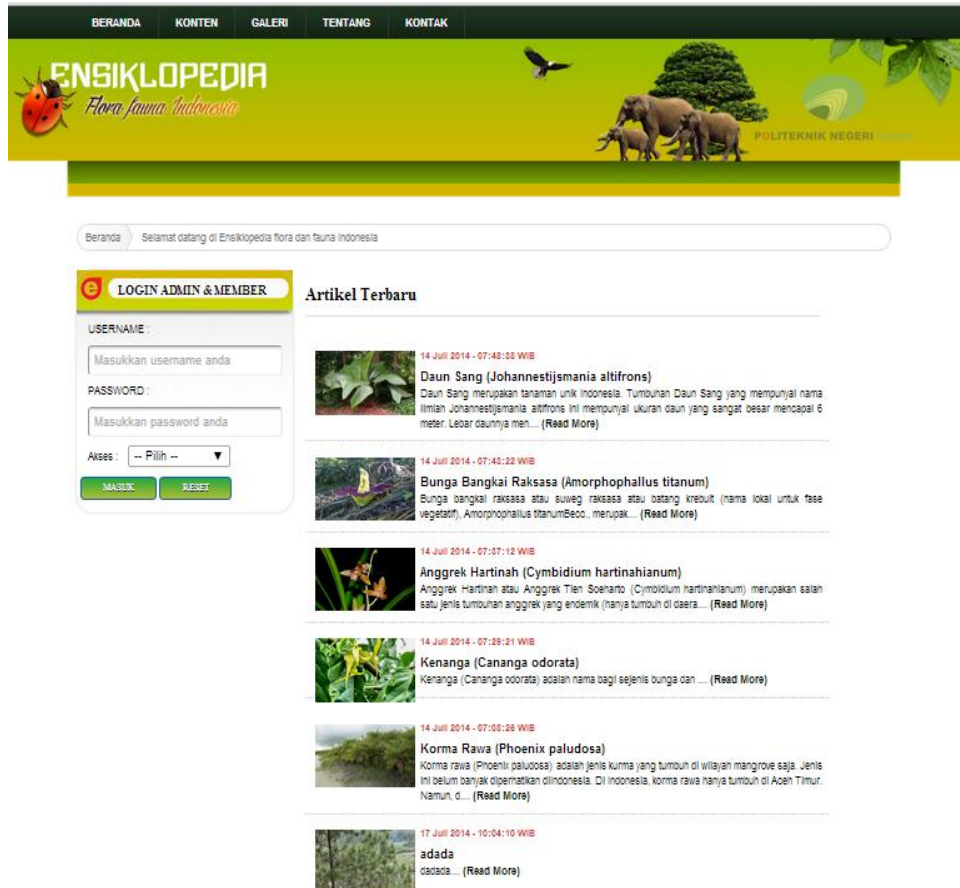 BERANDA KONTEN GALERI TENTANG KONTAK
ENSIKLOPEDIA
Flora fauna Indonesia
POLITEKNIK NEGERI
Beranda Selamat datang di Ensiklopedia flora dan fauna Indonesia
LOGIN ADMIN & MEMBER
USERNAME :
Masukkan username anda
PASSWORD :
Masukkan password anda
Akses : -- Pilih --
MASUK RESET
Artikel Terbaru
14 Juli 2014 - 07:48:38 WIB
Daun Sang (Johannestijsmania altifrons)
Daun Sang merupakan tanaman unik Indonesia. Tumbuhan Daun Sang yang mempunyai nama
ilmiah Johannestijsmania altifrons ini mempunyai ukuran daun yang sangat besar mencapai 6
meter. Lebar daunnya men.... (Read More)
14 Juli 2014 - 07:43:22 WIB
Bunga Bangkai Raksasa (Amorphophallus titanum)
Bunga bangkai raksasa atau suweg raksasa atau batang krebuit (nama lokal untuk fase
vegetatif), Amorphophallus titanumBecc., merupak.... (Read More)
14 Juli 2014 - 07:37:12 WIB
Anggrek Hartinah (Cymbidium hartinahianum)
Anggrek Hartinah atau Anggrek Tien Soeharto (Cymbidium hartinahianum) merupakan salah
satu jenis tumbuhan anggrek yang endemik (hanya tumbuh di daera.... (Read More)
14 Juli 2014 - 07:29:21 WIB
Kenanga (Cananga odorata)
Kenanga (Cananga odorata) adalah nama bagi sejenis bunga dan .... (Read More)
14 Juli 2014 - 07:08:26 WIB
Korma Rawa (Phoenix paludosa)
Korma rawa (Phoenix paludosa) adalah jenis kurma yang tumbuh di wilayah mangrove saja. Jenis
ini belum banyak diperhatikan diindonesia. Di indonesia, korma rawa hanya tumbuh di Aceh Timur.
Namun, d.... (Read More)
17 Juli 2014 - 10:04:10 WIB
adada
dadada.... (Read More)